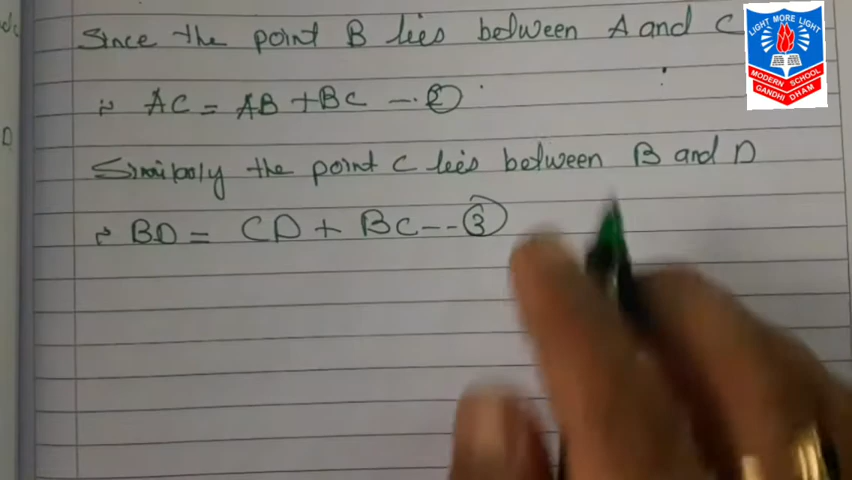 Since the point B lies between A and C
AC = AB + BC --- ②
Similarly the point C lies between B and D
BD = CD + BC --- ③
LIGHT MORE LIGHT
MODERN SCHOOL
GANDHI DHAM
D